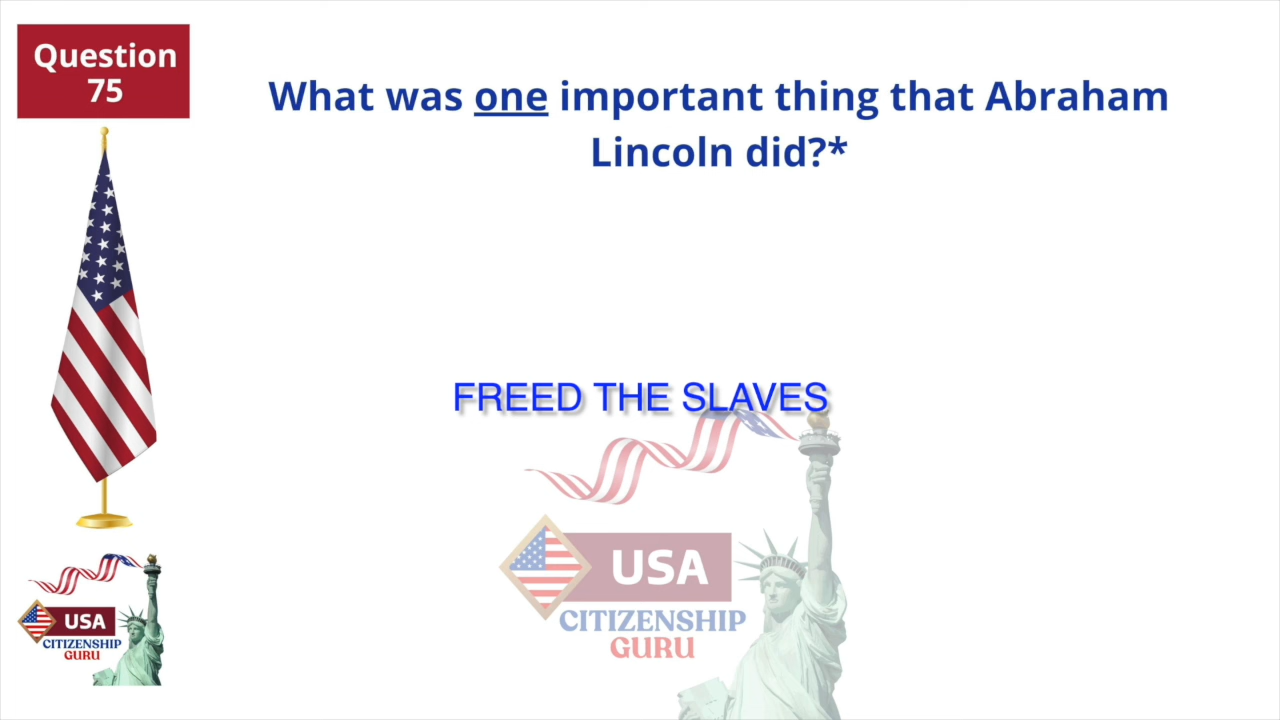 Question
75
What was one important thing that Abraham
Lincoln did?*
FREED THE SLAVES
USA
CITIZENSHIP
GURU
USA
CITIZENSHIP
GURU